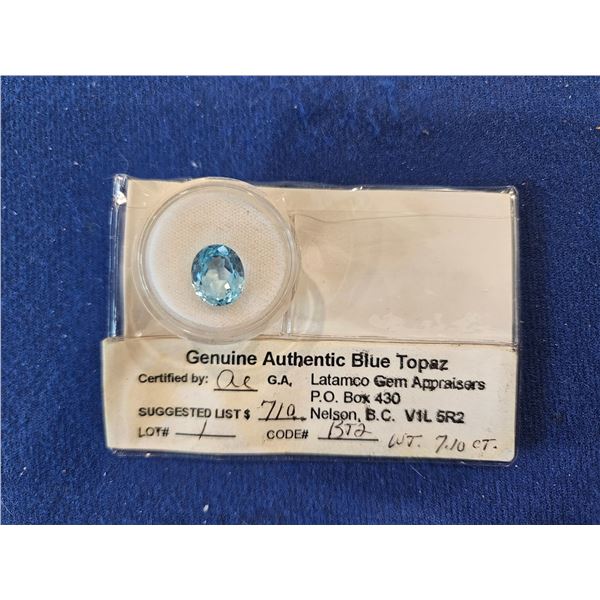 Genuine Authentic Blue Topaz
Certified by: ae G.A, Latamco Gem Appraisers
P.O. Box 430
SUGGESTED LIST $ 710 Nelson, B.C. V1L 5R2
LOT# 1 CODE# BT2 WT. 7.10 CT.